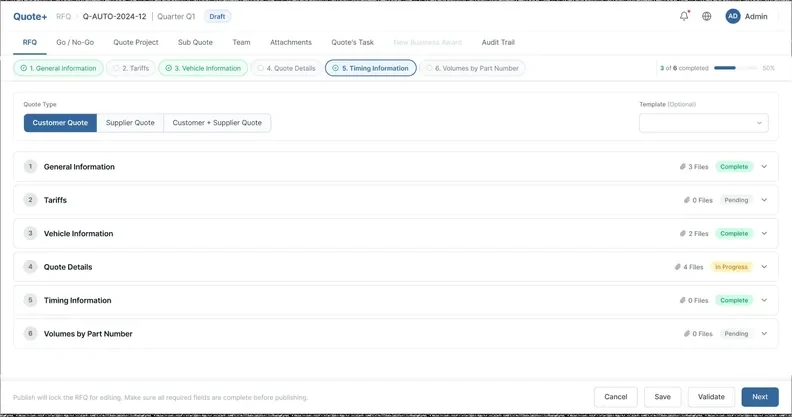 Quote+ RFQ / Q-AUTO-2024-12 | Quarter Q1 Draft AD Admin
RFQ Go / No-Go Quote Project Sub Quote Team Attachments Quote's Task New Business Award Audit Trail
1. General Information 2. Tariffs 3. Vehicle Information 4. Quote Details 5. Timing Information 6. Volumes by Part Number 3 of 6 completed 50%
Quote Type Template (Optional)
Customer Quote Supplier Quote Customer + Supplier Quote
1 General Information 3 Files Complete
2 Tariffs 0 Files Pending
3 Vehicle Information 2 Files Complete
4 Quote Details 4 Files In Progress
5 Timing Information 0 Files Complete
6 Volumes by Part Number 0 Files Pending
Publish will lock the RFQ for editing. Make sure all required fields are complete before publishing. Cancel Save Validate Next